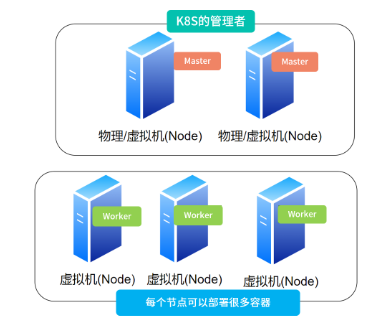 K8S的管理者
Master
Master
物理/虚拟机(Node)
物理/虚拟机(Node)
Worker
Worker
Worker
虚拟机(Node)
虚拟机(Node)
虚拟机(Node)
每个节点可以部署很多容器